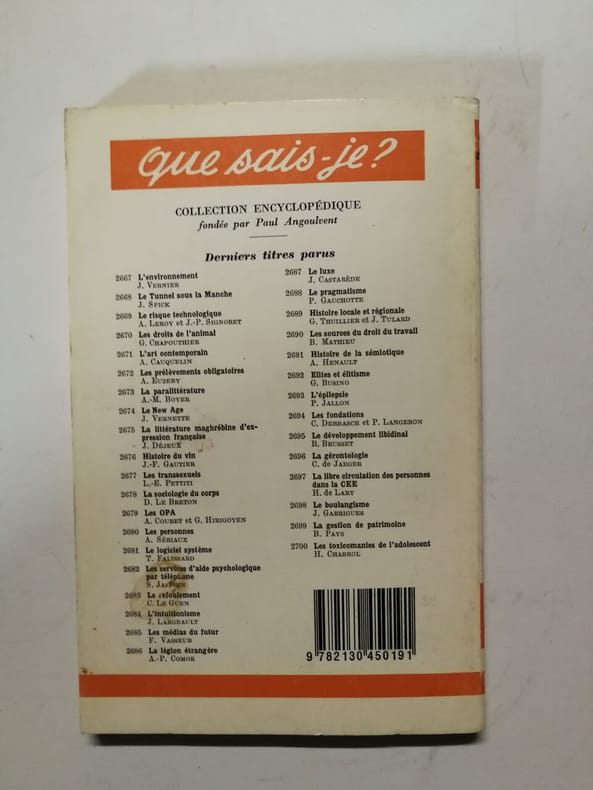 que sais-je?
COLLECTION ENCYCLOPÉDIQUE
fondée par Paul Angoulvent
Derniers titres parus
2667 L'environnement
J. VERNIER
2668 Le Tunnel sous la Manche
J. SPICK
2669 Le risque technologique
A. LEROY et J.-P. SIGNORET
2670 Les droits de l'animal
G. CHAPOUTHIER
2671 L'art contemporain
A. CAUQUELIN
2672 Les prélèvements obligatoires
A. EUZEBY
2673 La paralittérature
A.-M. BOYER
2674 Le New Age
J. VERNETTE
2675 La littérature maghrébine d'ex-
pression française
J. DÉJEUX
2676 Histoire du vin
J.-F. GAUTIER
2677 Les transsexuels
L.-E. PETTITI
2678 La sociologie du corps
D. LE BRETON
2679 Les OPA
A. COURET et G. HIRIGOYEN
2680 Les personnes
A. SÉRIAUX
2681 Le logiciel système
T. FALISSARD
2682 Les services d'aide psychologique
par téléphone
S. JAFFRIN
2683 Le refoulement
C. LE GUEN
2684 L'intuitionisme
J. LARGEAULT
2685 Les médias du futur
F. VASSEUR
2686 La légion étrangère
A.-P. COMOR
2687 Le luxe
J. CASTARÈDE
2688 Le pragmatisme
P. GAUCHOTTE
2689 Histoire locale et régionale
G. THUILLIER et J. TULARD
2690 Les sources du droit du travail
B. MATHIEU
2691 Histoire de la sémiotique
A. HENAULT
2692 Elites et élitisme
G. BUSINO
2693 L'épilepsie
P. JALLON
2694 Les fondations
C. DEBBASCH et P. LANGERON
2695 Le développement libidinal
B. BRUSSET
2696 La gérontologie
C. de JAEGER
2697 La libre circulation des personnes
dans la CEE
H. de LARY
2698 Le boulangisme
J. GARRIGUES
2699 La gestion de patrimoine
B. PAYS
2700 Les toxicomanies de l'adolescent
H. CHABROL
9 782130 450191